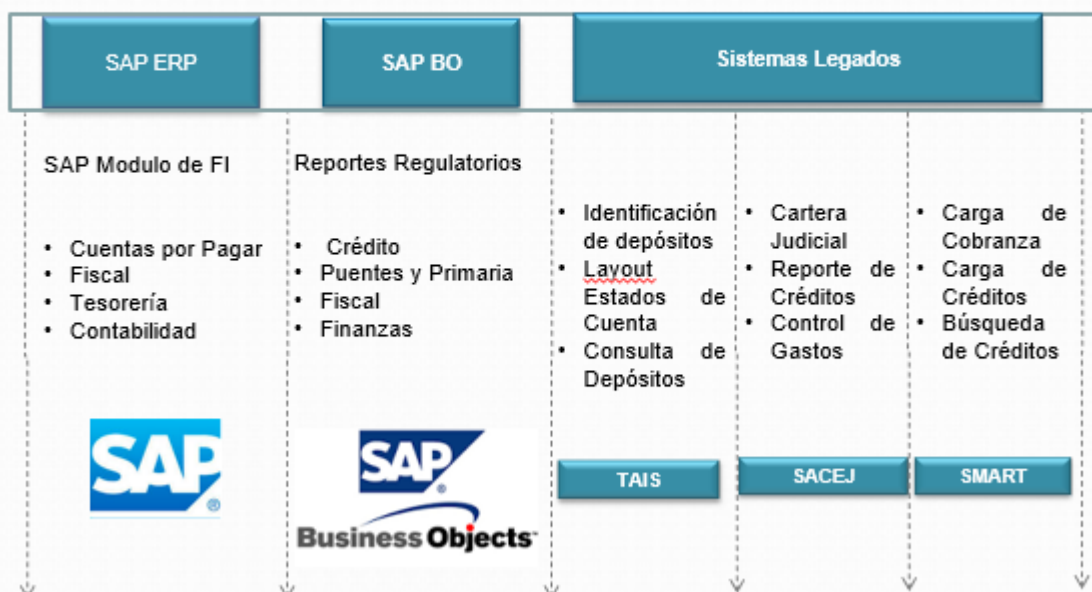 SAP ERP
SAP BO
Sistemas Legados
SAP Modulo de FI
• Cuentas por Pagar
• Fiscal
• Tesorería
• Contabilidad
SAP
®
Reportes Regulatorios
• Crédito
• Puentes y Primaria
• Fiscal
• Finanzas
SAP
®
Business Objects™
• Identificación
de depósitos
• Layout
Estados de
Cuenta
• Consulta de
Depósitos
TAIS
• Cartera
Judicial
• Reporte de
Créditos
• Control de
Gastos
SACEJ
• Carga de
Cobranza
• Carga de
Créditos
• Búsqueda
de Créditos
SMART